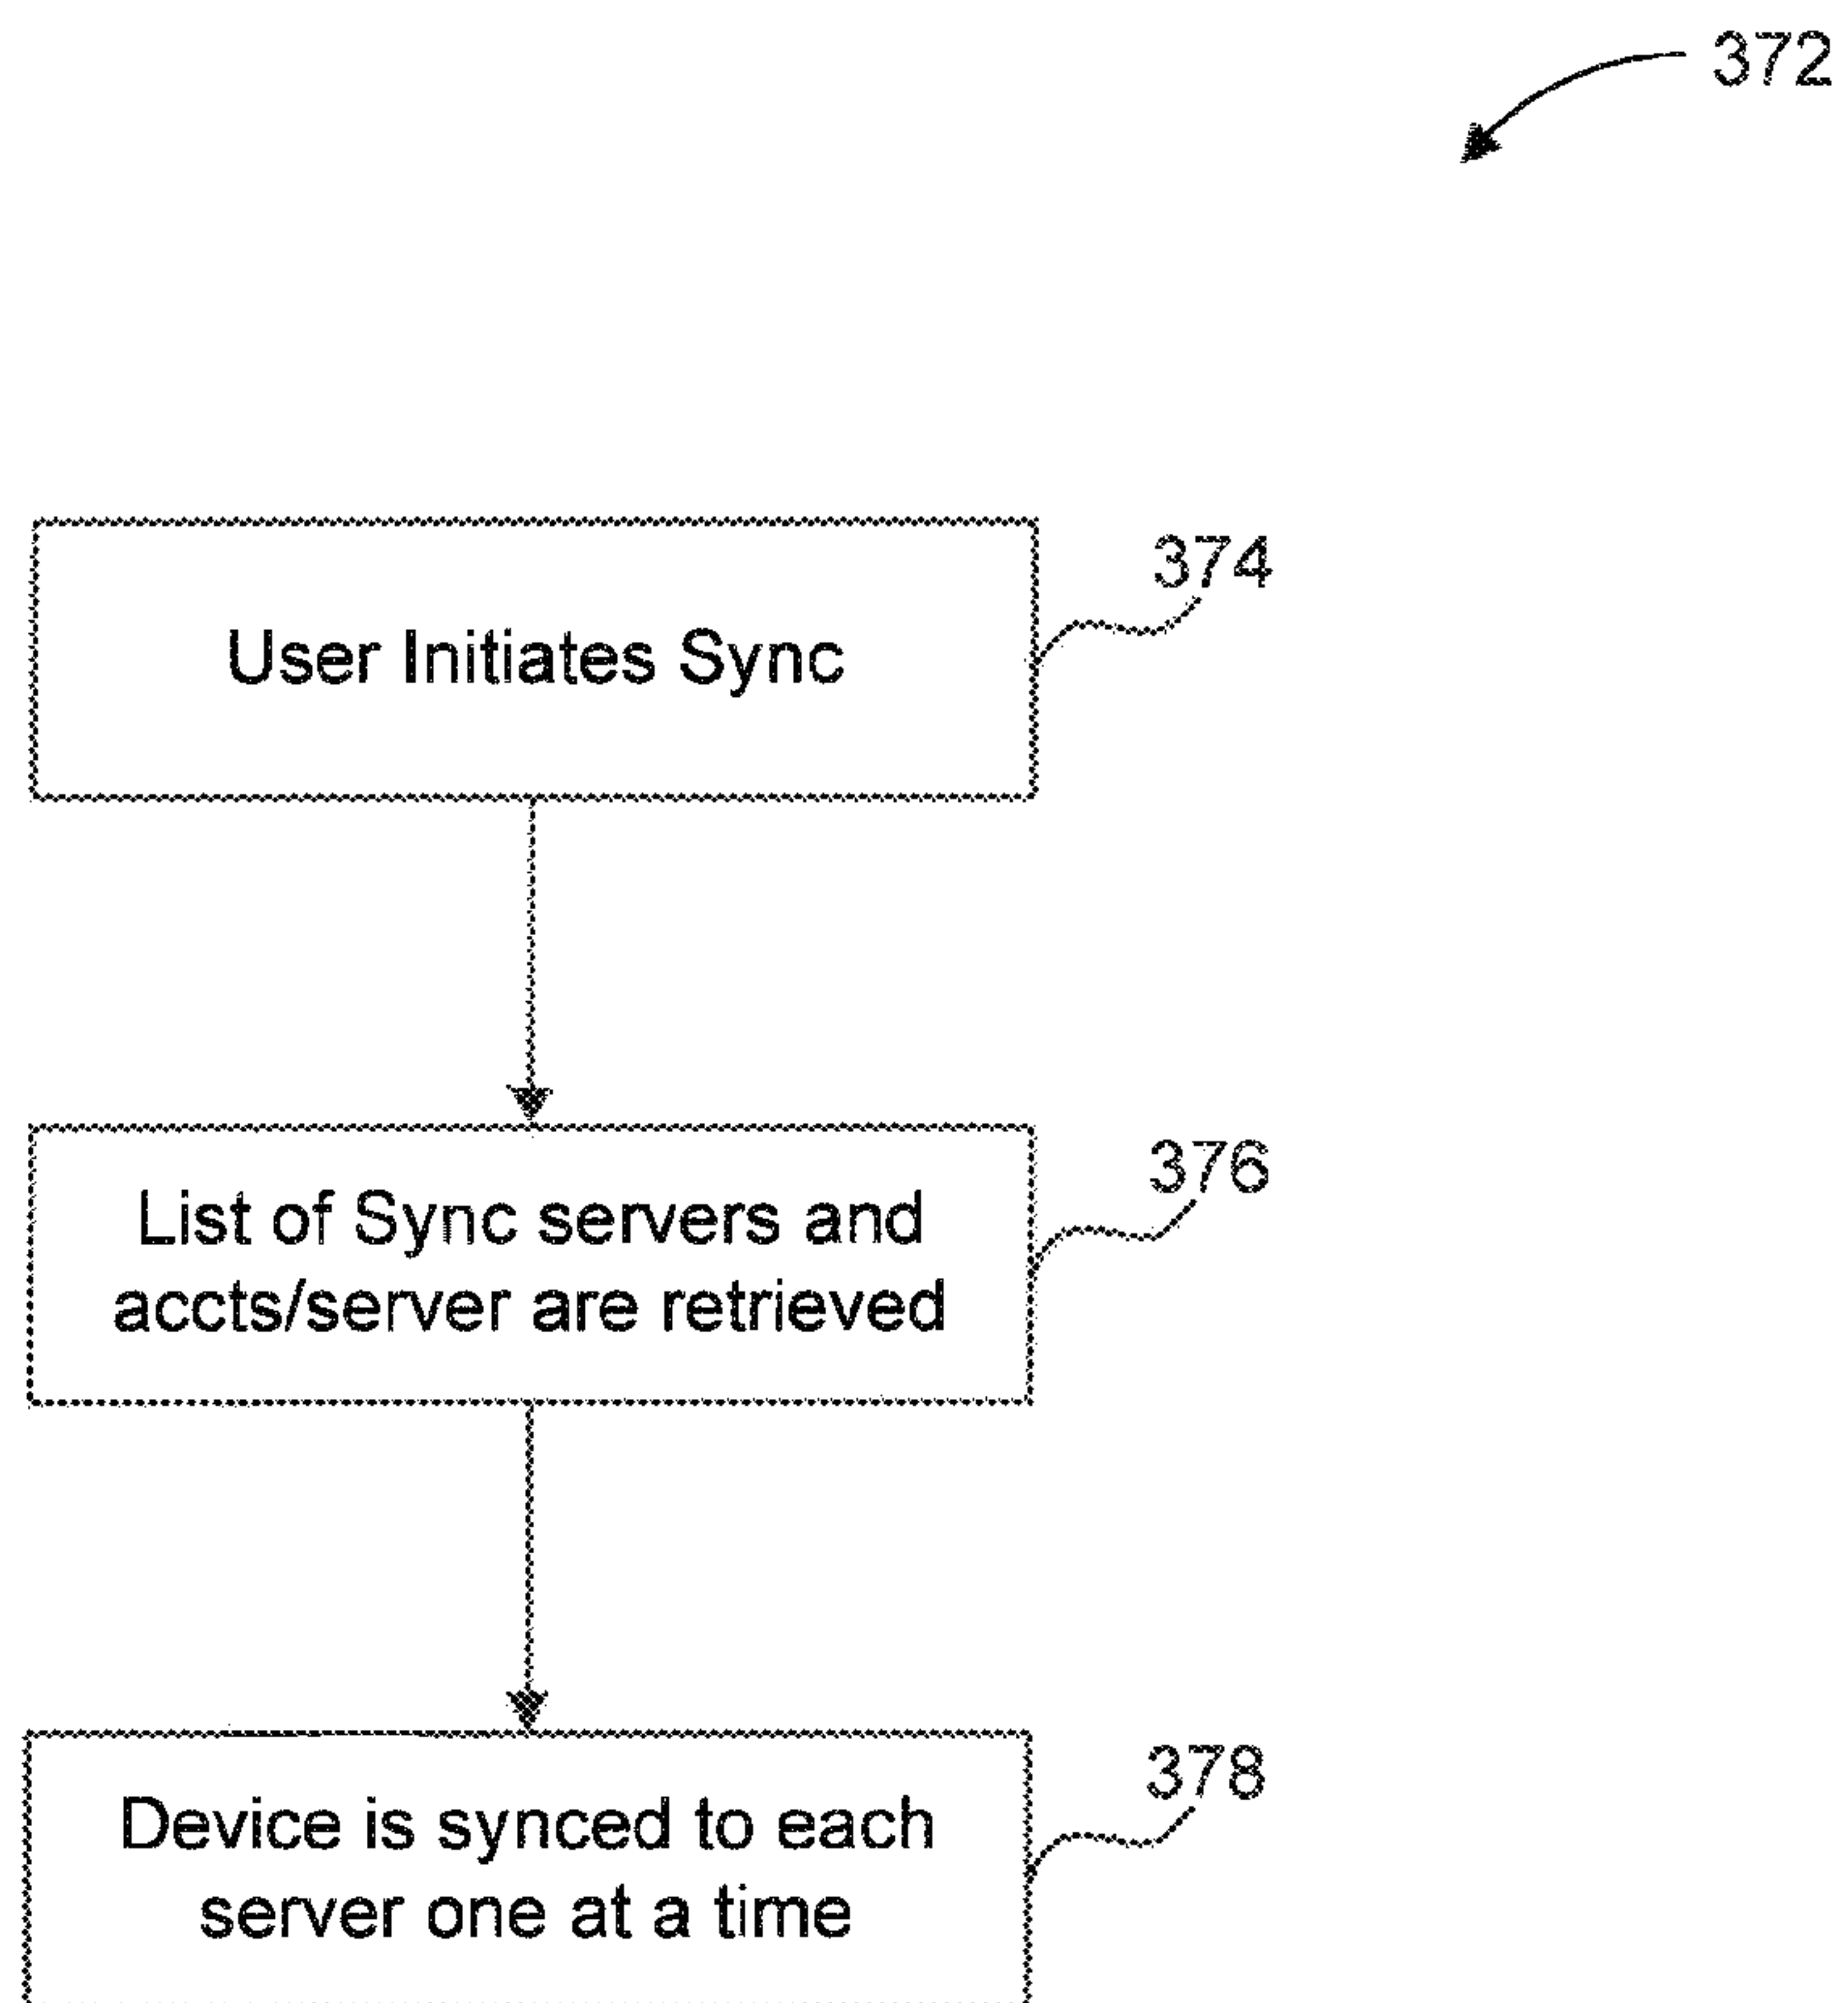 372
374
User Initiates Sync
376
List of Sync servers and
accts/server are retrieved
378
Device is synced to each
server one at a time